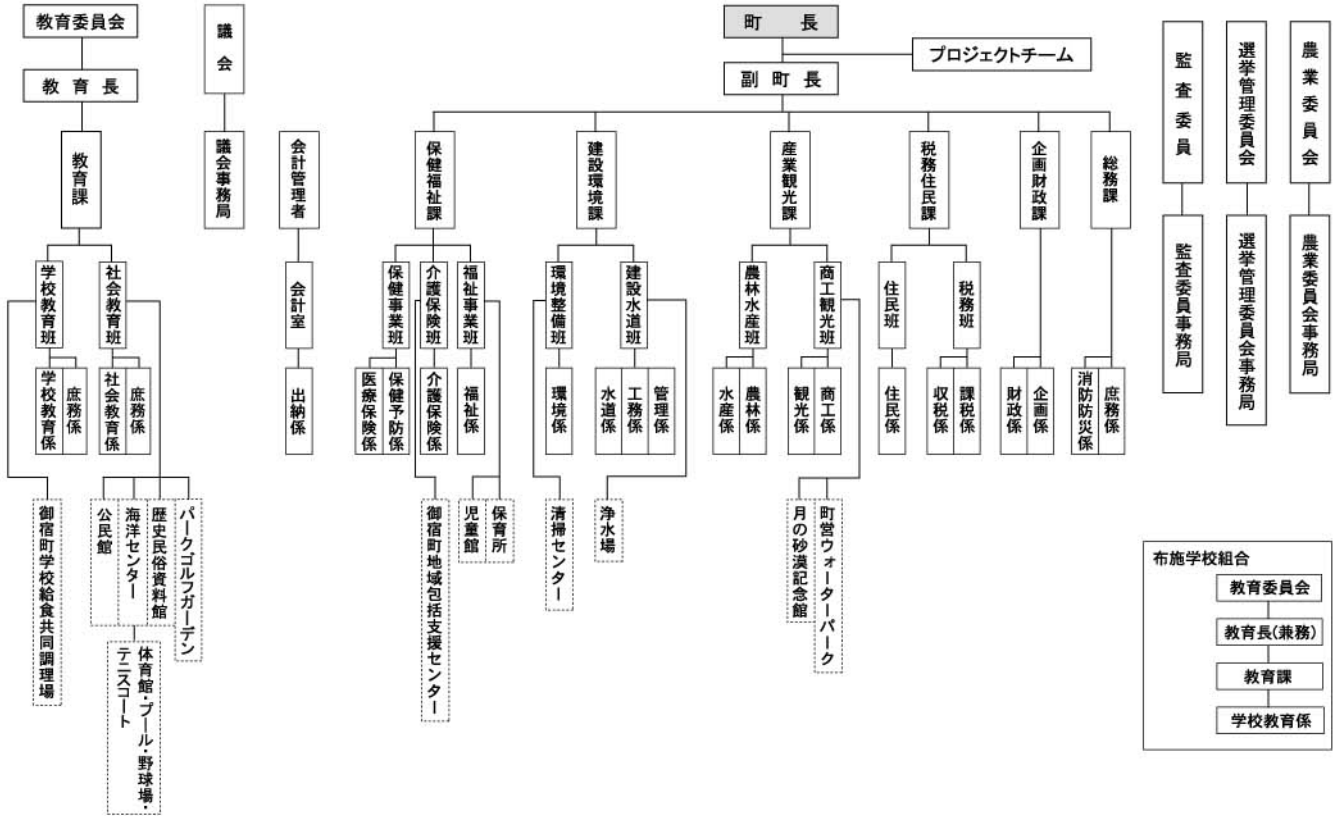 教育委員会
教育長
教育課
学校教育班
社会教育班
学校教育係
庶務係
社会教育係
庶務係
御宿町学校給食共同調理場
公民館
海洋センター
歴史民俗資料館
パークゴルフガーデン
体育館・プール・野球場・
テニスコート
議会
議会事務局
会計管理者
会計室
出納係
町長
プロジェクトチーム
副町長
保健福祉課
保健事業班
介護保険班
福祉事業班
医療保険係
保健予防係
介護保険係
福祉係
御宿町地域包括支援センター
児童館
保育所
建設環境課
環境整備班
建設水道班
環境係
水道係
工務係
管理係
清掃センター
浄水場
産業観光課
農林水産班
商工観光班
水産係
農林係
観光係
商工係
月の砂漠記念館
町営ウォーターパーク
税務住民課
住民班
税務班
住民係
収税係
課税係
企画財政課
財政係
企画係
総務課
消防防災係
庶務係
監査委員
監査委員事務局
選挙管理委員会
選挙管理委員会事務局
農業委員会
農業委員会事務局
布施学校組合
教育委員会
教育長(兼務)
教育課
学校教育係